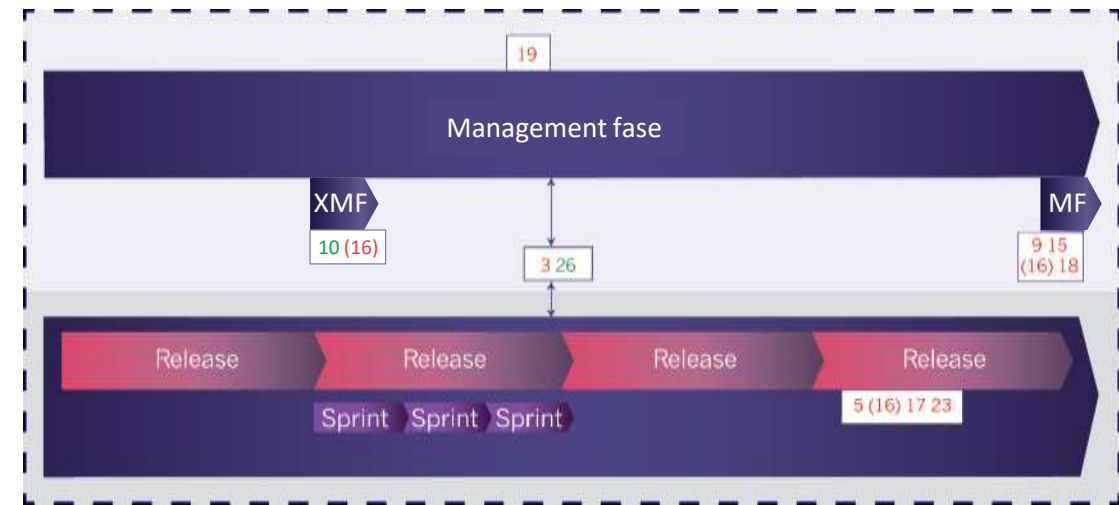 19
Management fase
XMF
MF
10 (16)
9 15
(16) 18
3 26
Release Release Release Release
5 (16) 17 23
Sprint Sprint Sprint